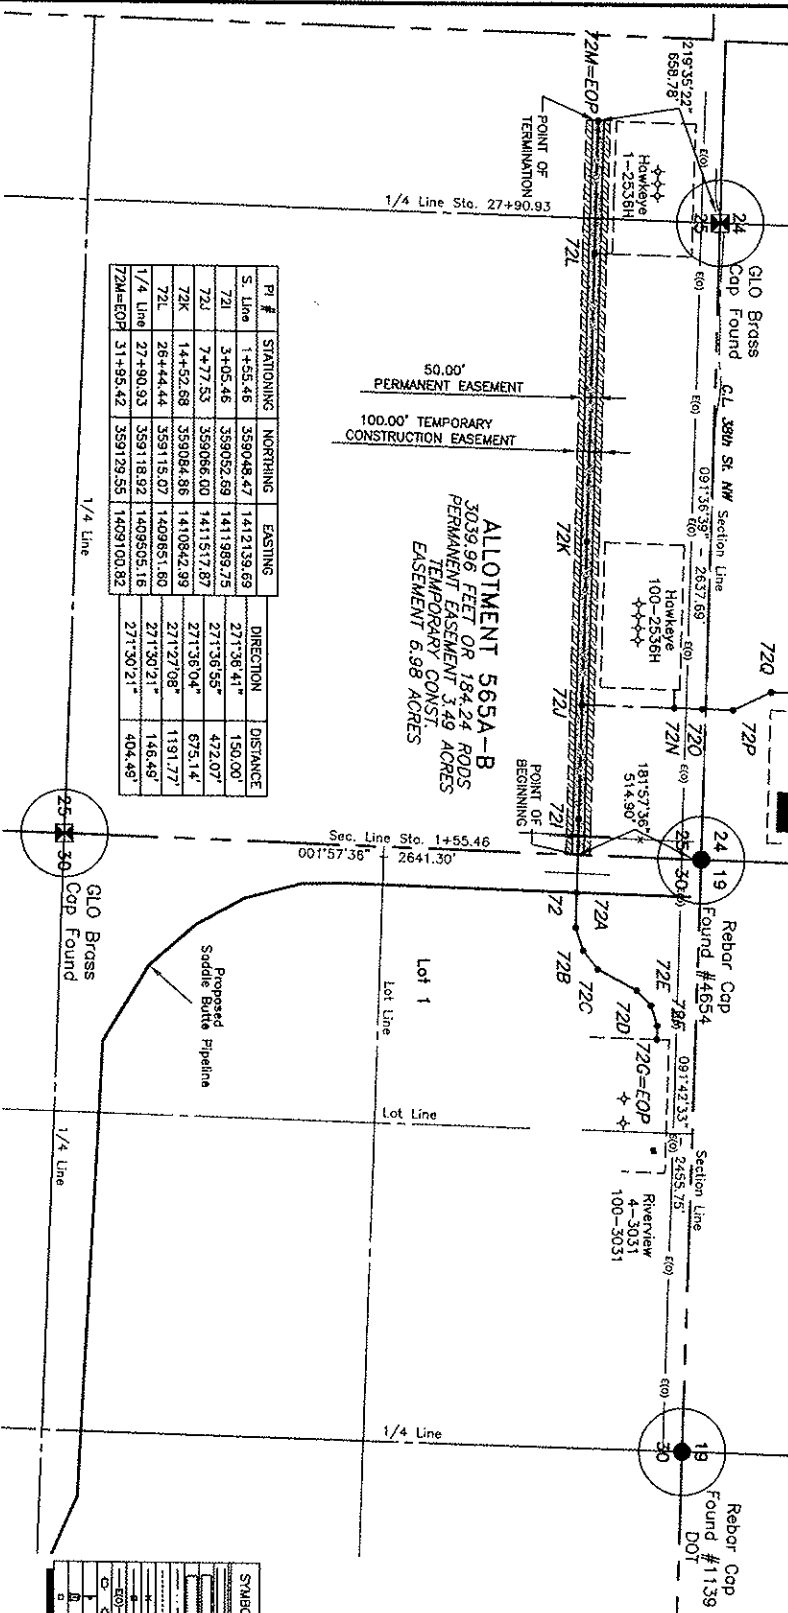 219°35'22"
658.78'
72M=EOP
POINT OF
TERMINATION
Hawkeye
1-2536H
E(O)
24
25
GLO Brass
Cap Found
1/4 Line Sta. 27+90.93
72L
E(O)
C.L. 38th St. NW
Section Line
E(O)
091°36'39" - 2637.69'
E(O)
50.00'
PERMANENT EASEMENT
100.00' TEMPORARY
CONSTRUCTION EASEMENT
72K
Hawkeye
100-2536H
72J
72N
72O
72P
72Q
E(O)
ALLOTMENT 565A-B
3039.96 FEET OR 184.24 RODS
PERMANENT EASEMENT 3.49 ACRES
TEMPORARY CONST.
EASEMENT 6.98 ACRES
PI # STATIONING NORTHING EASTING DIRECTION DISTANCE
S. Line 1+55.46 359048.47 1412139.69
271°36'41" 150.00'
72I 3+05.46 359052.69 1411989.75
271°36'55" 472.07'
72J 7+77.53 359066.00 1411517.87
271°36'04" 675.14'
72K 14+52.68 359084.86 1410842.99
271°27'08" 1191.77'
72L 26+44.44 359115.07 1409651.60
271°30'21" 146.49'
1/4 Line 27+90.93 359118.92 1409505.16
271°30'21" 404.49'
72M=EOP 31+95.42 359129.55 1409100.82
1/4 Line
POINT OF
BEGINNING
72I
181°57'36"
514.90'
Sec. Line Sta. 1+55.46
001°57'36" - 2641.30'
24
19
25
30
Rebar Cap
Found #4654
25
30
GLO Brass
Cap Found
72
72A
72B
72C
72D
72E
72F
72G=EOP
Lot 1
Lot Line
Lot Line
Proposed
Saddle Butte Pipeline
091°42'33" - 2455.75'
Section Line
E(O)
Riverview
4-3031
100-3031
E(O)
E(O)
1/4 Line
1/4 Line
19
30
Rebar Cap
Found #1139
DOT
SYMBO
E(O)